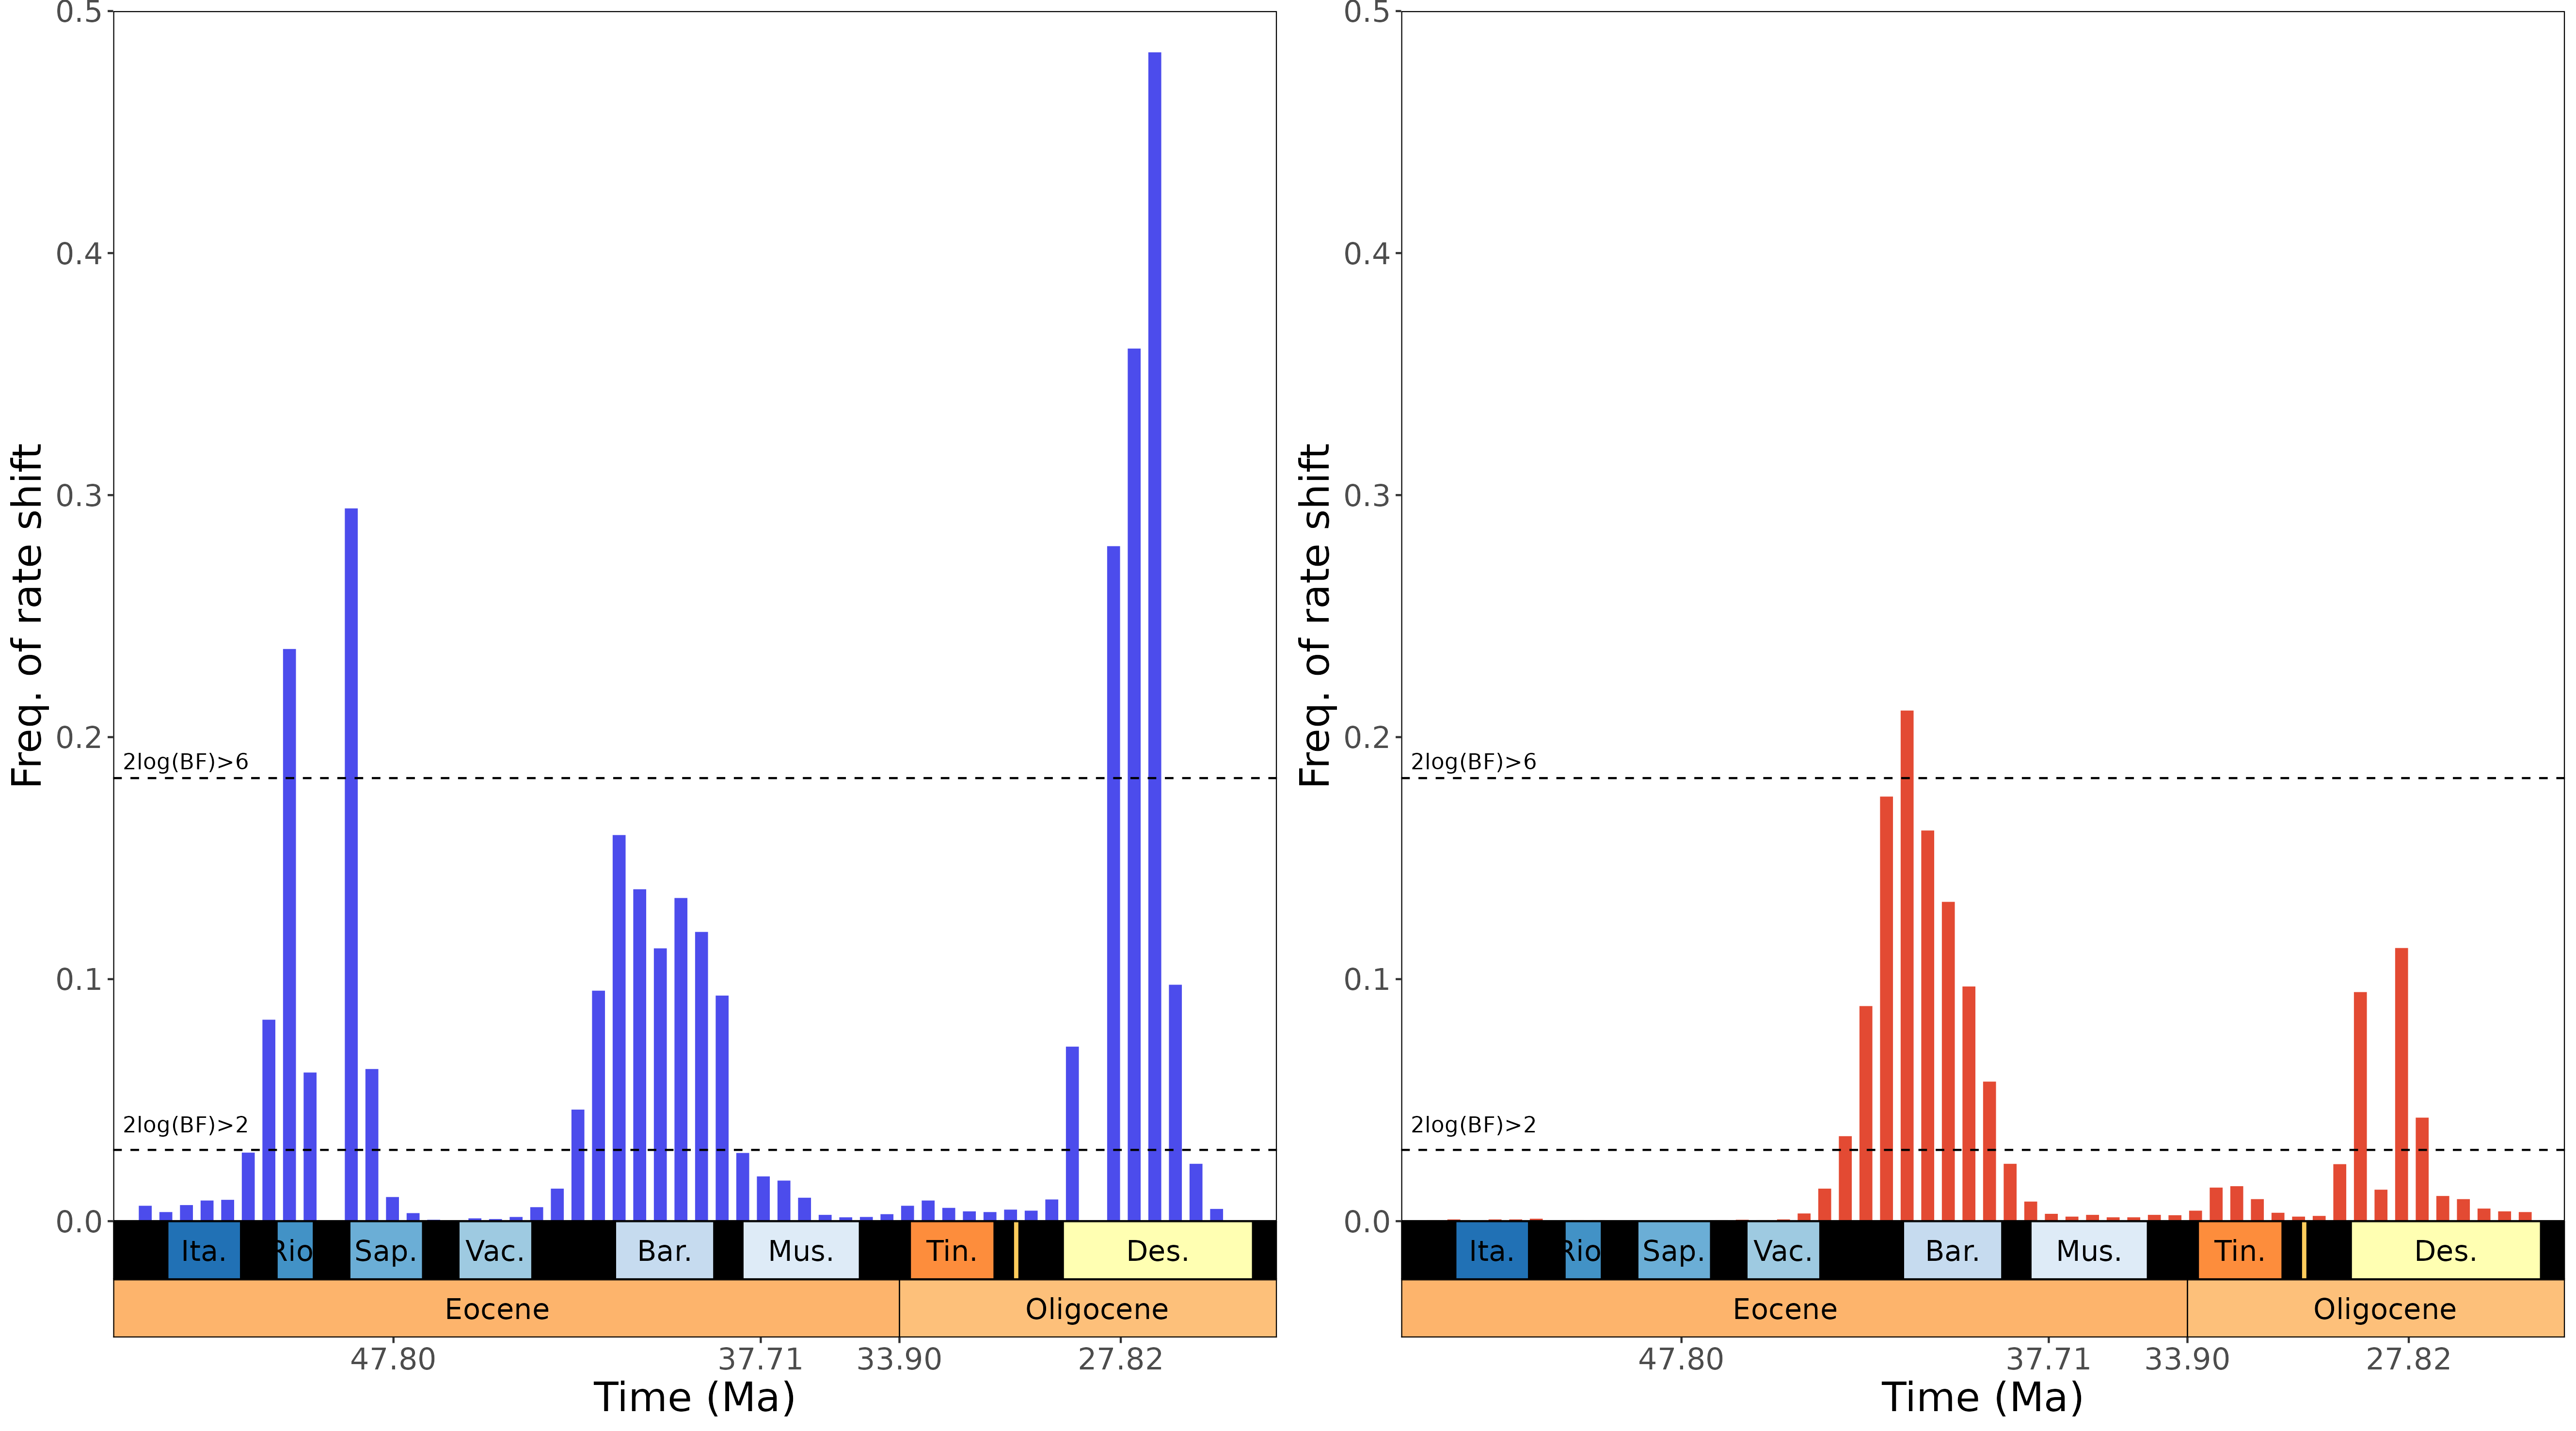 0.5
0.4
0.3
0.2
0.1
0.0
Freq. of rate shift
2log(BF)>6
2log(BF)>2
Ita. Rio Sap. Vac. Bar. Mus. Tin. Des.
Eocene Oligocene
47.80 37.71 33.90 27.82
Time (Ma)
0.5
0.4
0.3
0.2
0.1
0.0
Freq. of rate shift
2log(BF)>6
2log(BF)>2
Ita. Rio Sap. Vac. Bar. Mus. Tin. Des.
Eocene Oligocene
47.80 37.71 33.90 27.82
Time (Ma)